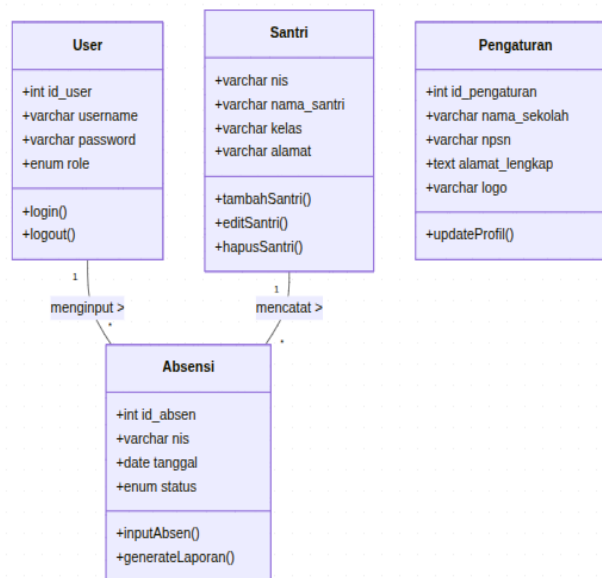 User
+int id_user
+varchar username
+varchar password
+enum role
+login()
+logout()
Santri
+varchar nis
+varchar nama_santri
+varchar kelas
+varchar alamat
+tambahSantri()
+editSantri()
+hapusSantri()
Pengaturan
+int id_pengaturan
+varchar nama_sekolah
+varchar npsn
+text alamat_lengkap
+varchar logo
+updateProfil()
1
menginput >
*
1
mencatat >
*
Absensi
+int id_absen
+varchar nis
+date tanggal
+enum status
+inputAbsen()
+generateLaporan()